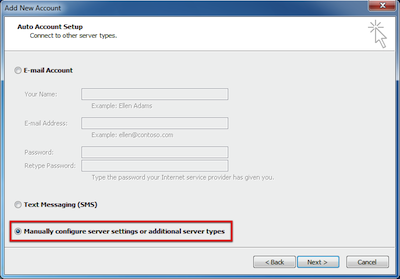 Add New Account
Auto Account Setup
Connect to other server types.
E-mail Account
Your Name:
Example: Ellen Adams
E-mail Address:
Example: ellen@contoso.com
Password:
Retype Password:
Type the password your Internet service provider has given you.
Text Messaging (SMS)
Manually configure server settings or additional server types
< Back Next > Cancel